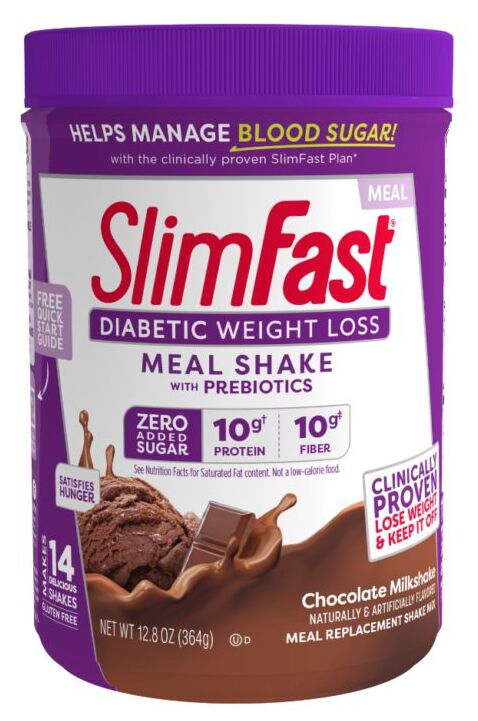 HELPS MANAGE BLOOD SUGAR!
with the clinically proven SlimFast Plan*
MEAL
SlimFast®
DIABETIC WEIGHT LOSS
MEAL SHAKE
WITH PREBIOTICS
FREE
QUICK
START
GUIDE
ZERO
ADDED
SUGAR
10g†
PROTEIN
10g‡
FIBER
See Nutrition Facts for Saturated Fat content. Not a low-calorie food.
SATISFIES
HUNGER
CLINICALLY
PROVEN
LOSE WEIGHT
& KEEP IT OFF
MAKES
14
DELICIOUS
SHAKES
GLUTEN FREE
Chocolate Milkshake
NATURALLY & ARTIFICIALLY FLAVORED
MEAL REPLACEMENT SHAKE MIX
NET WT 12.8 OZ (364g)
U D